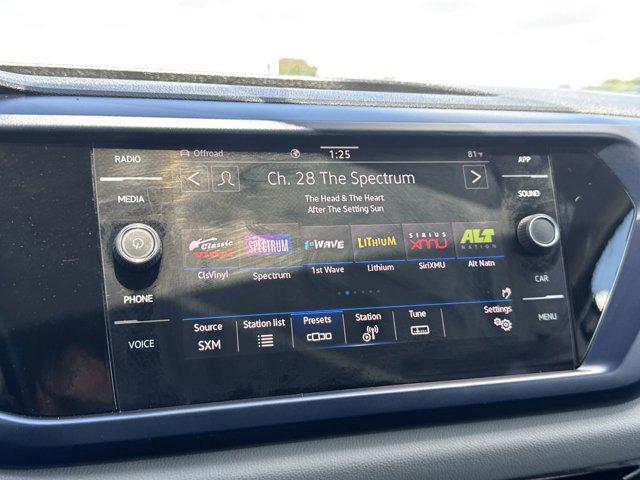 RADIO
MEDIA
PHONE
VOICE
Offroad
1:25
81°F
Ch. 28 The Spectrum
The Head & The Heart
After The Setting Sun
Classic
Vinyl
SPECTRUM
1st WAVE
LITHIUM
SIRIUS
XMU
ALT
NATION
ClsVinyl
Spectrum
1st Wave
Lithium
SiriXMU
Alt Natn
Source
SXM
Station list
Presets
Station
Tune
Settings
APP
SOUND
CAR
MENU